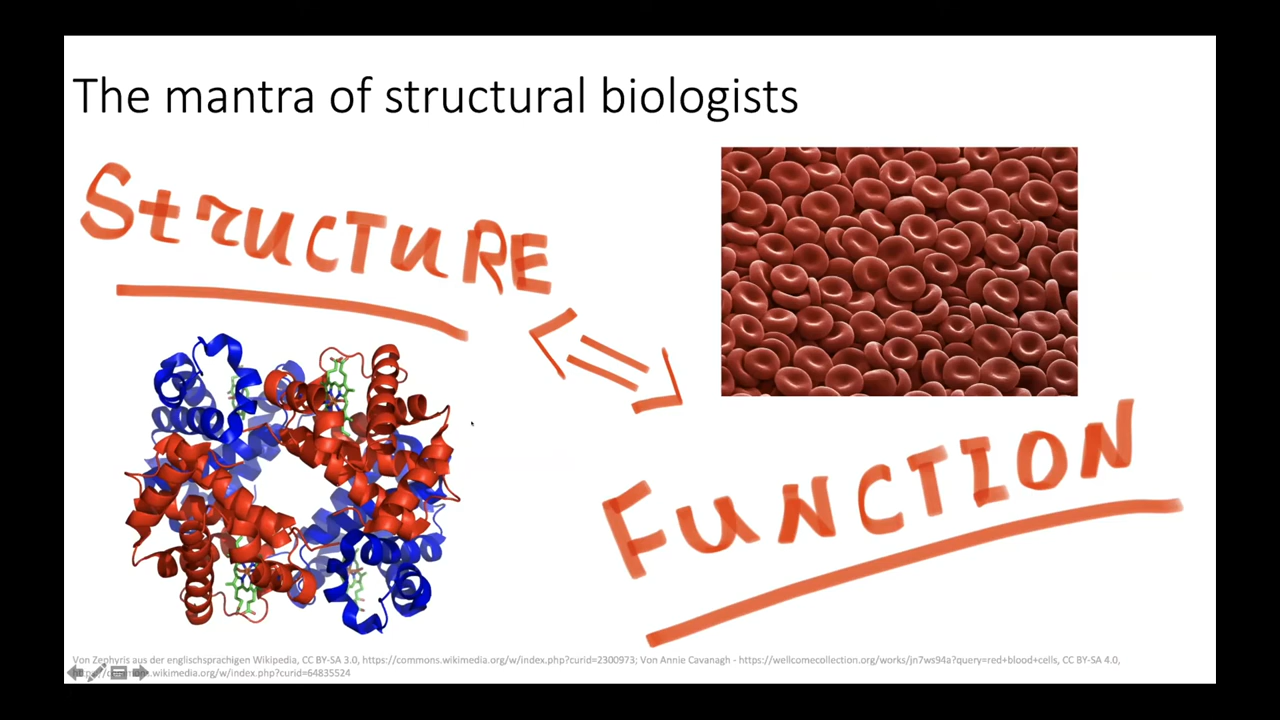 The mantra of structural biologists
StrUCTURE
FUNCTION
Von Zephyris aus der englischsprachigen Wikipedia, CC BY-SA 3.0, https://commons.wikimedia.org/w/index.php?curid=2300973; Von Annie Cavanagh - https://wellcomecollection.org/works/jn7ws94a?query=red+blood+cells, CC BY-SA 4.0,
wikimedia.org/w/index.php?curid=64835524